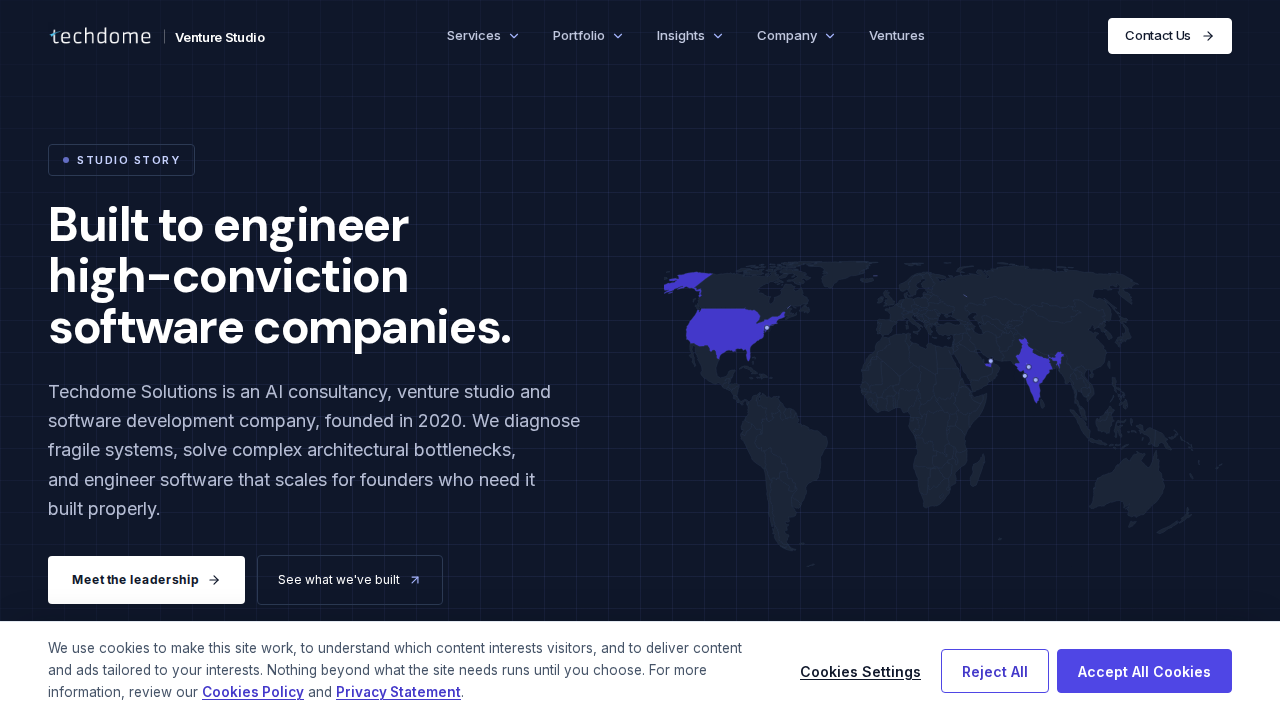 techdome | Venture Studio
Services
Portfolio
Insights
Company
Ventures
Contact Us
STUDIO STORY
Built to engineer
high-conviction
software companies.
Techdome Solutions is an AI consultancy, venture studio and
software development company, founded in 2020. We diagnose
fragile systems, solve complex architectural bottlenecks,
and engineer software that scales for founders who need it
built properly.
Meet the leadership
See what we've built
We use cookies to make this site work, to understand which content interests visitors, and to deliver content
and ads tailored to your interests. Nothing beyond what the site needs runs until you choose. For more
information, review our Cookies Policy and Privacy Statement.
Cookies Settings
Reject All
Accept All Cookies